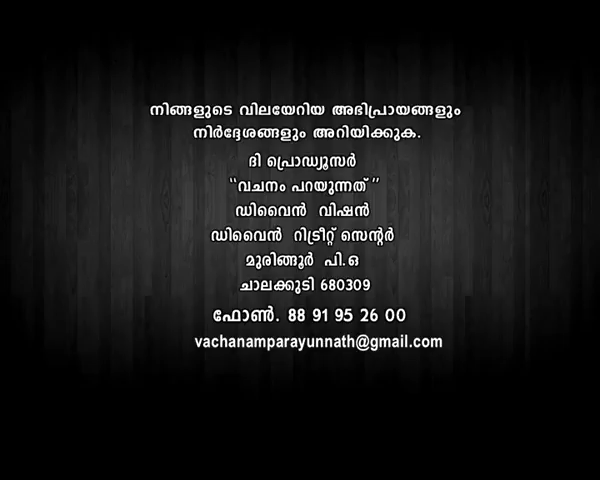 നിങ്ങളുടെ വിലയേറിയ അഭിപ്രായങ്ങളും
നിർദ്ദേശങ്ങളും അറിയിക്കുക.
ദി പ്രൊഡ്യൂസർ
“വചനം പറയുന്നത്”
ഡിവൈൻ വിഷൻ
ഡിവൈൻ റിട്രീറ്റ് സെന്റർ
മുരിങ്ങൂർ പി.ഒ
ചാലക്കുടി 680309
ഫോൺ. 88 91 95 26 00
vachanamparayunnath@gmail.com